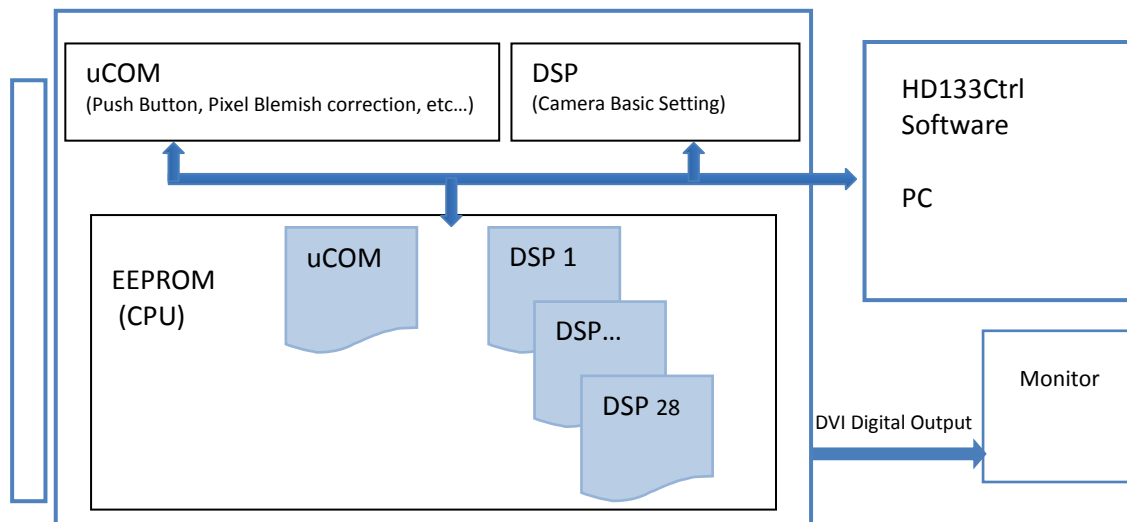 uCOM
(Push Button, Pixel Blemish correction, etc…)
DSP
(Camera Basic Setting)
HD133Ctrl
Software
PC
EEPROM
(CPU)
uCOM
DSP 1
DSP…
DSP 28
DVI Digital Output
Monitor